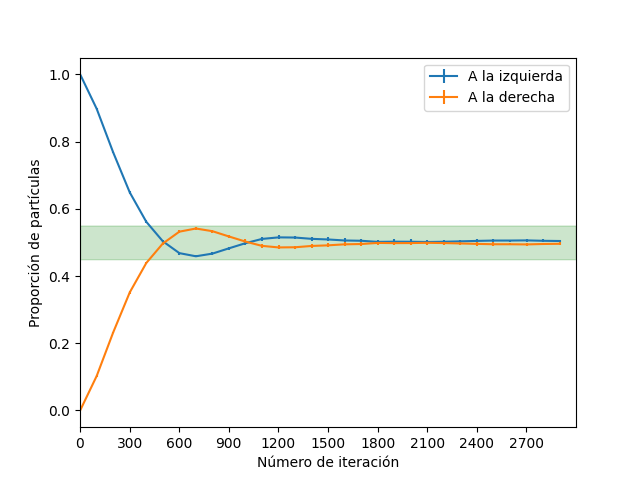 A la izquierda
A la derecha
1.0
0.8
0.6
0.4
0.2
0.0
Proporción de partículas
0 300 600 900 1200 1500 1800 2100 2400 2700
Número de iteración